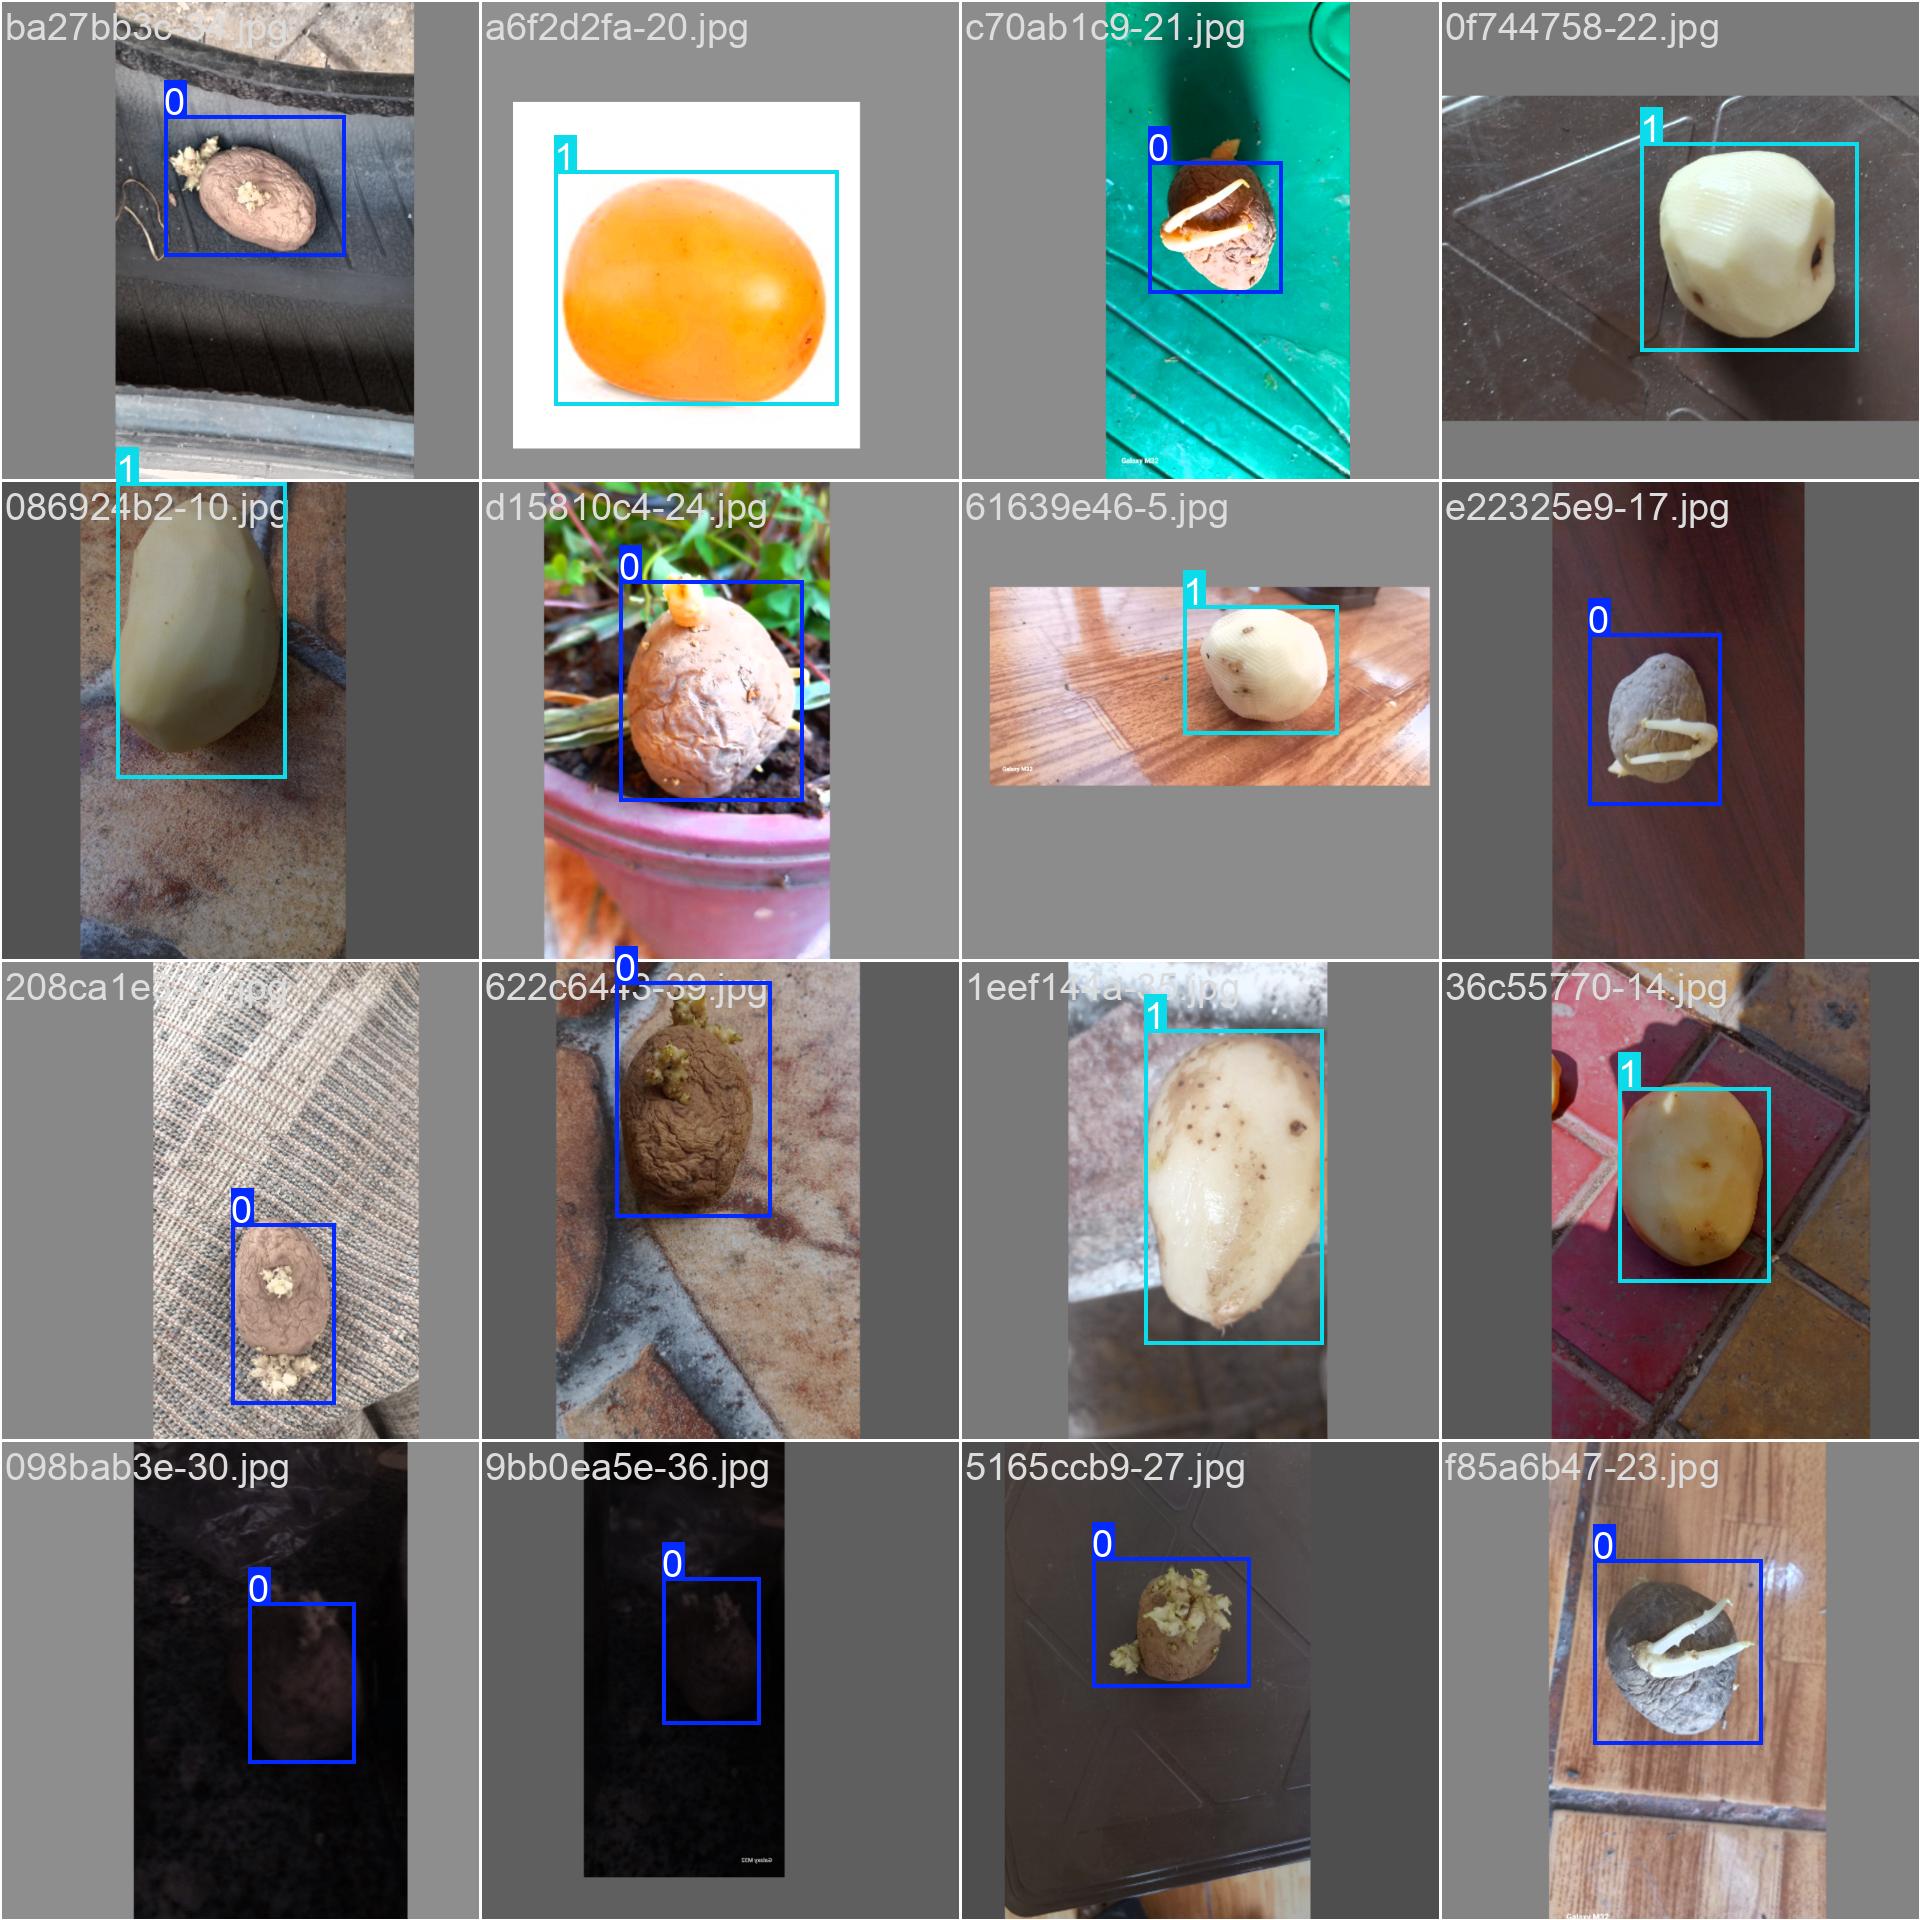 ba27bb3c-34.jpg
a6f2d2fa-20.jpg
c70ab1c9-21.jpg
0f744758-22.jpg
0
1
0
1
Galaxy M32
086924b2-10.jpg
d15810c4-24.jpg
61639e46-5.jpg
e22325e9-17.jpg
1
0
1
0
Galaxy M32
622c6443-39.jpg
1eef144a-35.jpg
36c55770-14.jpg
0
0
1
1
098bab3e-30.jpg
9bb0ea5e-36.jpg
5165ccb9-27.jpg
f85a6b47-23.jpg
0
0
0
0
Galaxy M32
Galaxy M32